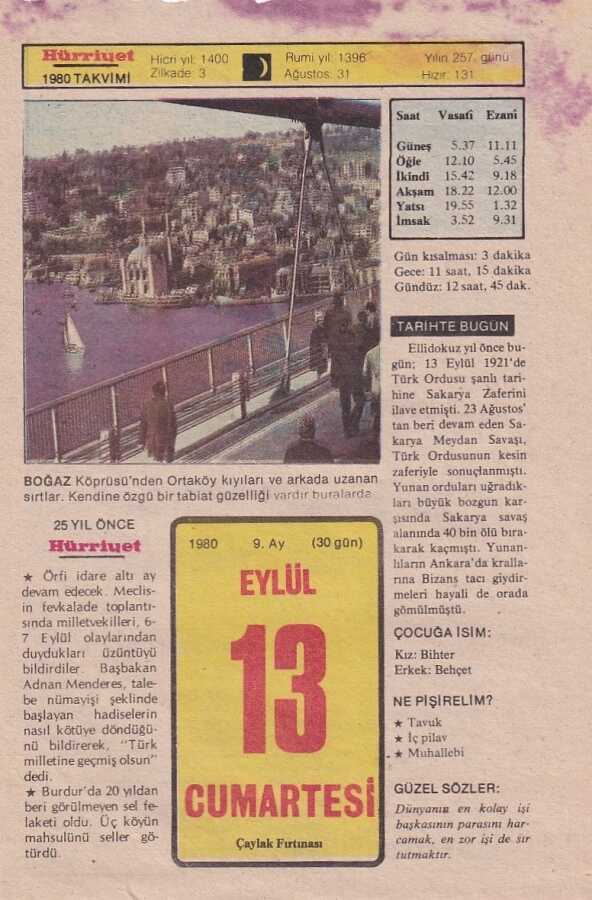 Hürriyet
1980 TAKVİMİ
Hicri yıl: 1400
Zilkade: 3
Rumi yıl: 1396
Ağustos: 31
Yılın 257. günü
Hızır: 131
Saat Vasatî Ezanî
Güneş 5.37 11.11
Öğle 12.10 5.45
İkindi 15.42 9.18
Akşam 18.22 12.00
Yatsı 19.55 1.32
İmsak 3.52 9.31
Gün kısalması: 3 dakika
Gece: 11 saat, 15 dakika
Gündüz: 12 saat, 45 dak.
BOĞAZ Köprüsü'nden Ortaköy kıyıları ve arkada uzanan
sırtlar. Kendine özgü bir tabiat güzelliği vardır buralarda
TARİHTE BUGÜN
Ellidokuz yıl önce bu-
gün; 13 Eylül 1921'de
Türk Ordusu şanlı tari-
hine Sakarya Zaferini
ilave etmişti. 23 Ağustos'
tan beri devam eden Sa-
karya Meydan Savaşı,
Türk Ordusunun kesin
zaferiyle sonuçlanmıştı.
Yunan orduları uğradık-
ları büyük bozgun kar-
şısında Sakarya savaş
alanında 40 bin ölü bıra-
karak kaçmıştı. Yunan-
lıların Ankara'da kralla-
rına Bizans tacı giydir-
meleri hayali de orada
gömülmüştü.
25 YIL ÖNCE
Hürriyet
★ Örfi idare altı ay
devam edecek. Meclis-
in fevkalade toplantı-
sında milletvekilleri, 6-
7 Eylül olaylarından
duydukları üzüntüyü
bildirdiler. Başbakan
Adnan Menderes, tale-
be nümayişi şeklinde
başlayan hadiselerin
nasıl kötüye döndüğü-
nü bildirerek, "Türk
milletine geçmiş olsun"
dedi.
★ Burdur'da 20 yıldan
beri görülmeyen sel fe-
laketi oldu. Üç köyün
mahsulünü seller gö-
türdü.
1980 9. Ay (30 gün)
EYLÜL
13
CUMARTESİ
Çaylak Fırtınası
ÇOCUĞA İSİM:
Kız: Bihter
Erkek: Behçet
NE PİŞİRELİM?
★ Tavuk
★ İç pilav
★ Muhallebi
GÜZEL SÖZLER:
Dünyanın en kolay işi
başkasının parasını har-
camak, en zor işi de sır
tutmaktır.